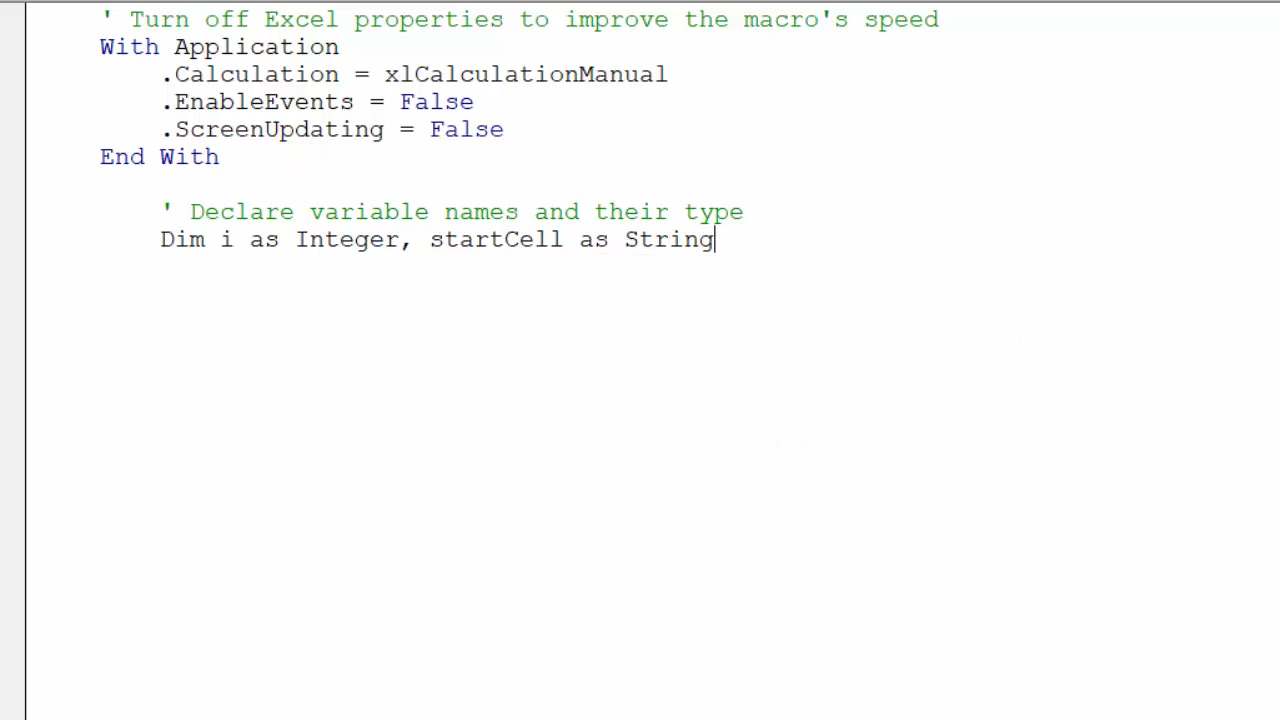 ' Turn off Excel properties to improve the macro's speed
With Application
.Calculation = xlCalculationManual
.EnableEvents = False
.ScreenUpdating = False
End With
' Declare variable names and their type
Dim i as Integer, startCell as String